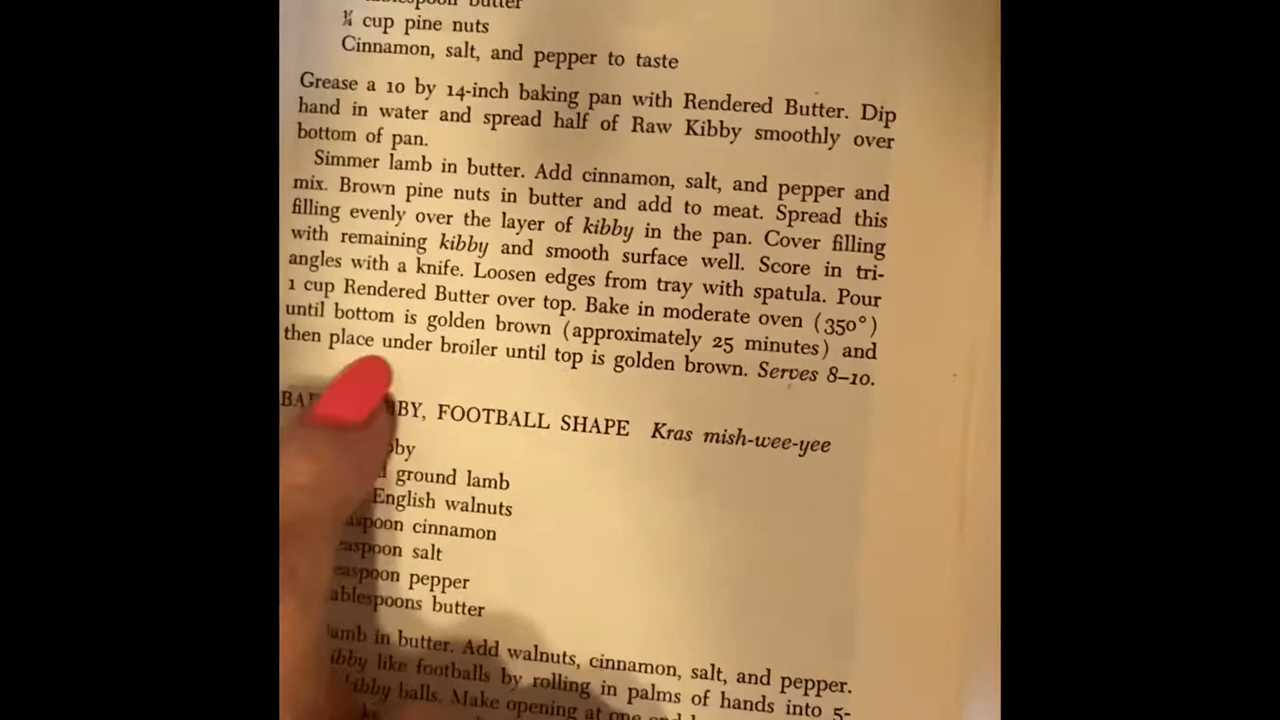 butter
¼ cup pine nuts
Cinnamon, salt, and pepper to taste
Grease a 10 by 14-inch baking pan with Rendered Butter. Dip
hand in water and spread half of Raw Kibby smoothly over
bottom of pan.
Simmer lamb in butter. Add cinnamon, salt, and pepper and
mix. Brown pine nuts in butter and add to meat. Spread this
filling evenly over the layer of kibby in the pan. Cover filling
with remaining kibby and smooth surface well. Score in tri-
angles with a knife. Loosen edges from tray with spatula. Pour
1 cup Rendered Butter over top. Bake in moderate oven (350°)
until bottom is golden brown (approximately 25 minutes) and
then place under broiler until top is golden brown. Serves 8–10.
FOOTBALL SHAPE Kras mish-wee-yee
ground lamb
English walnuts
cinnamon
salt
pepper
butter
in butter. Add walnuts, cinnamon, salt, and pepper.
like footballs by rolling in palms of hands into 5-
balls. Make opening at one